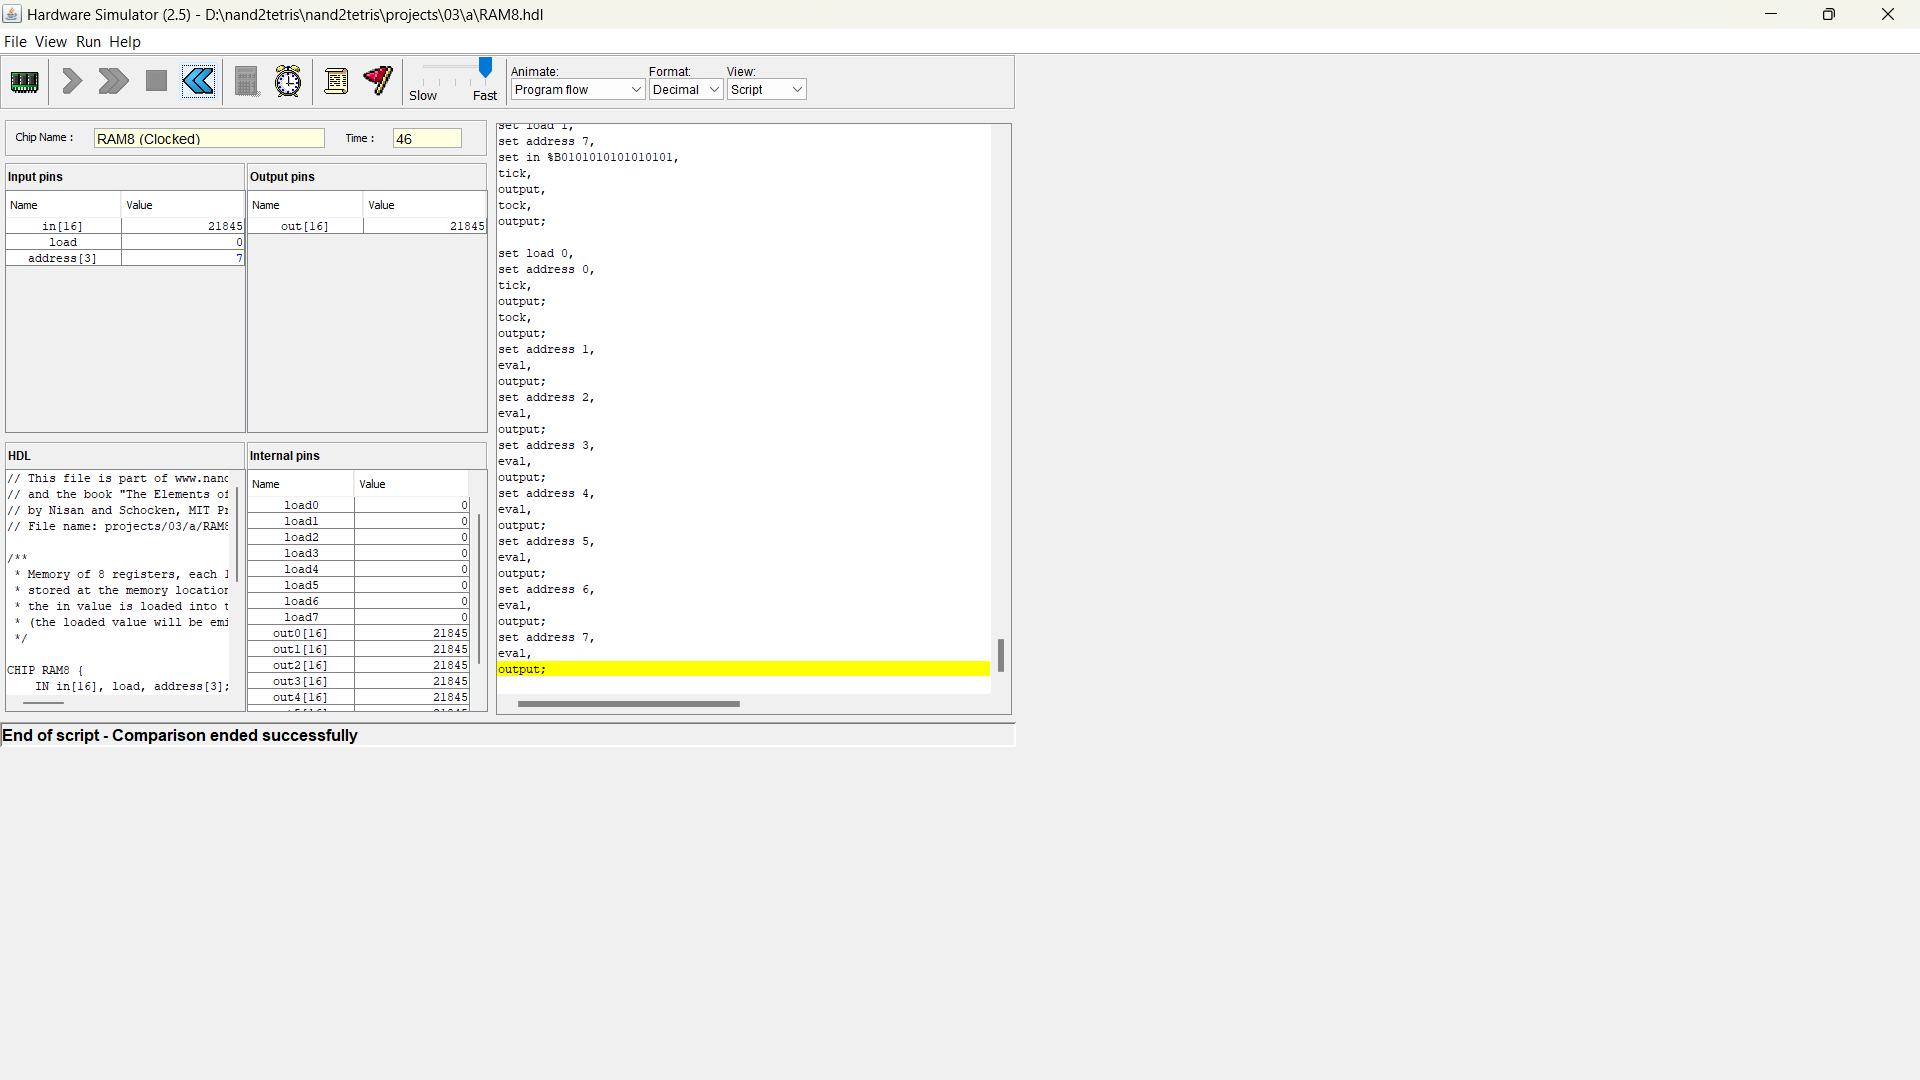 Hardware Simulator (2.5) - D:\nand2tetris\nand2tetris\projects\03\a\RAM8.hdl
File View Run Help
Slow Fast
Animate: Format: View:
Program flow Decimal Script
Chip Name : RAM8 (Clocked) Time : 46
Input pins
Name Value
in[16] 21845
load 0
address[3] 7
Output pins
Name Value
out[16] 21845
HDL
// This file is part of www.nand
// and the book "The Elements of
// by Nisan and Schocken, MIT Pr
// File name: projects/03/a/RAM8
/**
* Memory of 8 registers, each 1
* stored at the memory location
* the in value is loaded into t
* (the loaded value will be emi
*/
CHIP RAM8 {
IN in[16], load, address[3];
Internal pins
Name Value
load0 0
load1 0
load2 0
load3 0
load4 0
load5 0
load6 0
load7 0
out0[16] 21845
out1[16] 21845
out2[16] 21845
out3[16] 21845
out4[16] 21845
set load 1,
set address 7,
set in %B0101010101010101,
tick,
output,
tock,
output;
set load 0,
set address 0,
tick,
output;
tock,
output;
set address 1,
eval,
output;
set address 2,
eval,
output;
set address 3,
eval,
output;
set address 4,
eval,
output;
set address 5,
eval,
output;
set address 6,
eval,
output;
set address 7,
eval,
output;
End of script - Comparison ended successfully